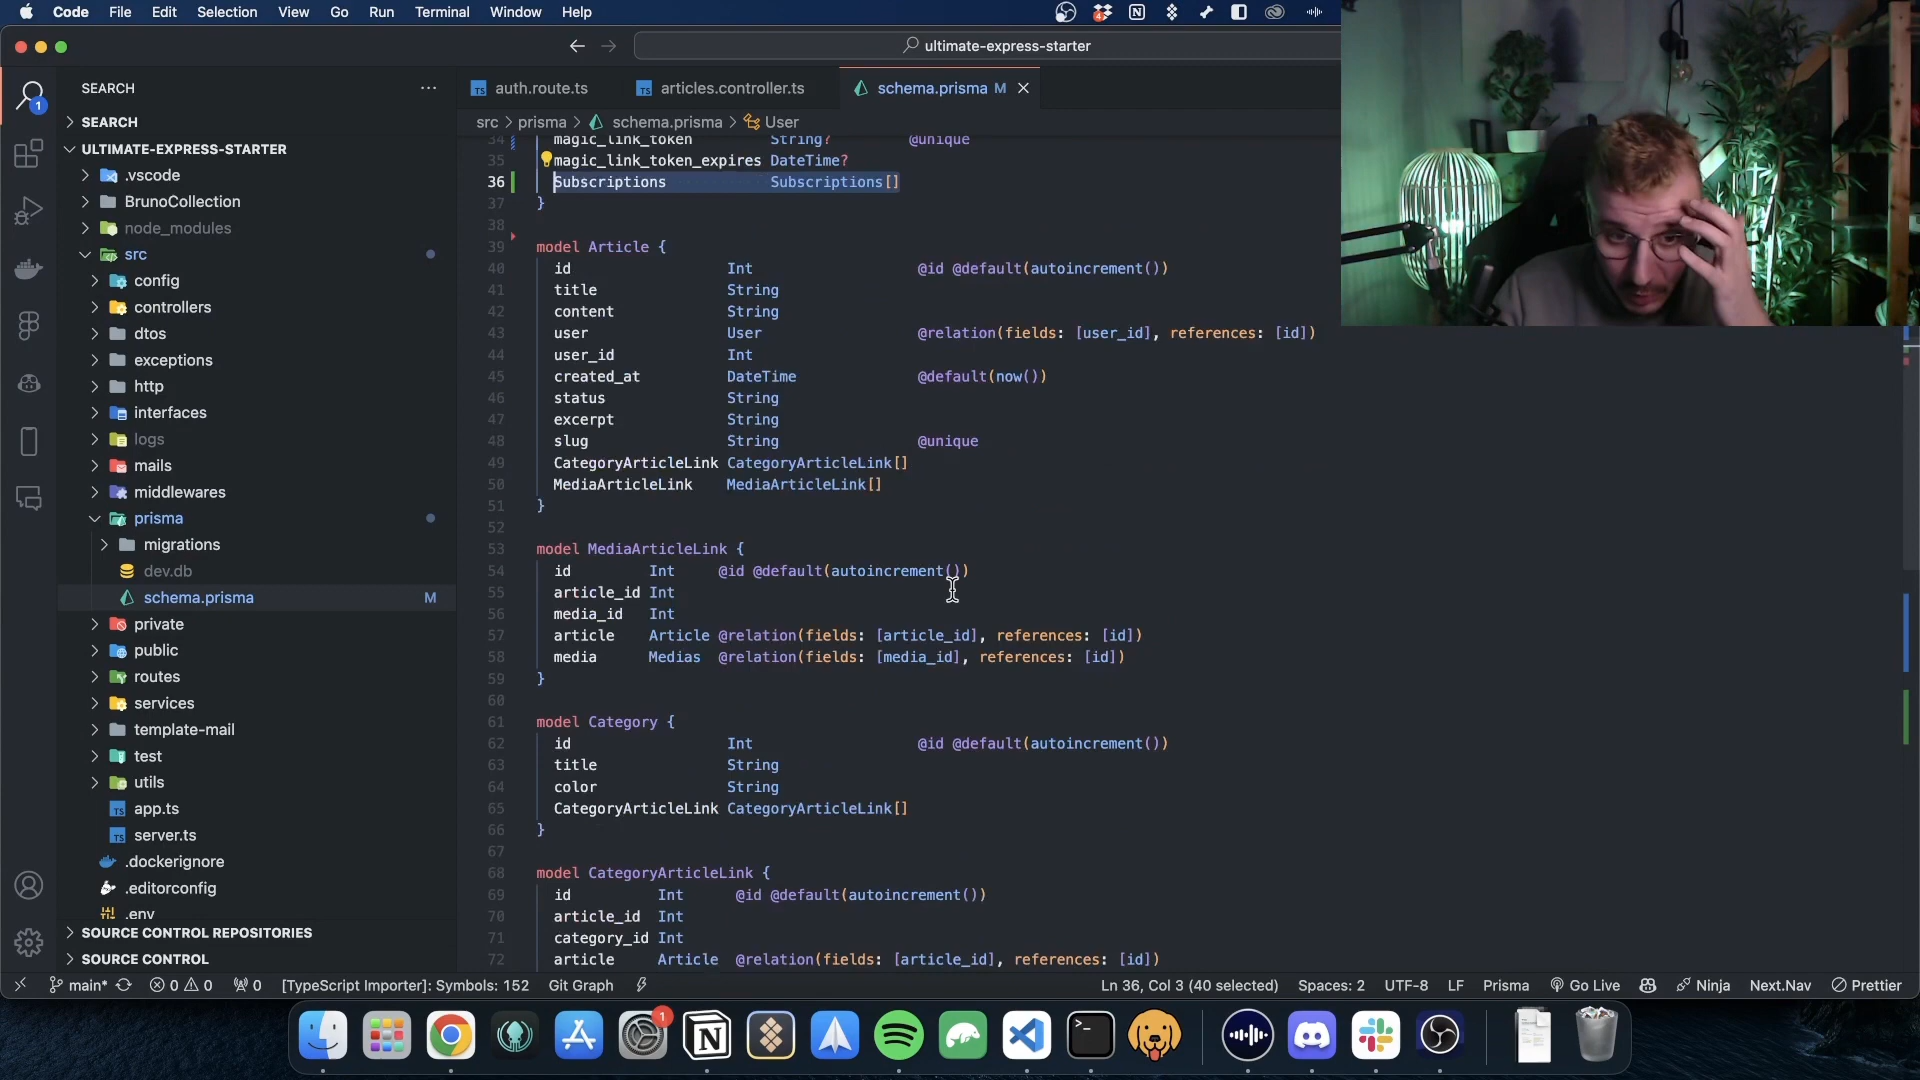 Code File Edit Selection View Go Run Terminal Window Help
4
ultimate-express-starter
SEARCH
auth.route.ts
articles.controller.ts
schema.prisma M
1
SEARCH
src > prisma > schema.prisma > User
ULTIMATE-EXPRESS-STARTER
.vscode
BrunoCollection
node_modules
src
config
controllers
dtos
exceptions
http
interfaces
logs
mails
middlewares
prisma
migrations
dev.db
schema.prisma M
private
public
routes
services
template-mail
test
utils
app.ts
server.ts
.dockerignore
.editorconfig
.env
SOURCE CONTROL REPOSITORIES
SOURCE CONTROL
34 magic_link_token String? @unique
35 magic_link_token_expires DateTime?
36 Subscriptions Subscriptions[]
37 }
38
39 model Article {
40 id Int @id @default(autoincrement())
41 title String
42 content String
43 user User @relation(fields: [user_id], references: [id])
44 user_id Int
45 created_at DateTime @default(now())
46 status String
47 excerpt String
48 slug String @unique
49 CategoryArticleLink CategoryArticleLink[]
50 MediaArticleLink MediaArticleLink[]
51 }
52
53 model MediaArticleLink {
54 id Int @id @default(autoincrement())
55 article_id Int
56 media_id Int
57 article Article @relation(fields: [article_id], references: [id])
58 media Medias @relation(fields: [media_id], references: [id])
59 }
60
61 model Category {
62 id Int @id @default(autoincrement())
63 title String
64 color String
65 CategoryArticleLink CategoryArticleLink[]
66 }
67
68 model CategoryArticleLink {
69 id Int @id @default(autoincrement())
70 article_id Int
71 category_id Int
72 article Article @relation(fields: [article_id], references: [id])
main* 0 0 0 [TypeScript Importer]: Symbols: 152 Git Graph Ln 36, Col 3 (40 selected) Spaces: 2 UTF-8 LF Prisma Go Live Ninja Next.Nav Prettier
1